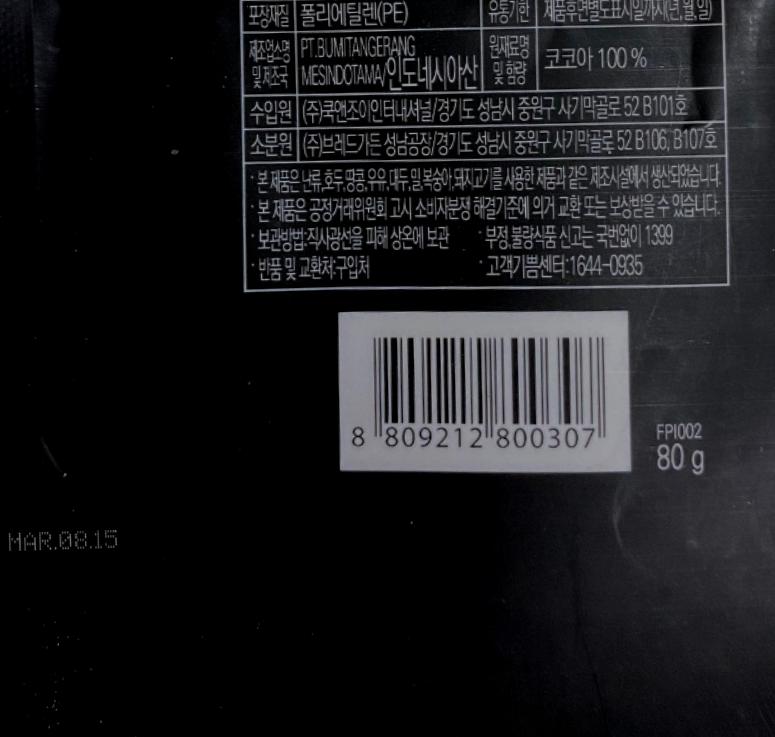 포장재질 폴리에틸렌(PE) 유통기한 제품후면별도표시일까지(년,월,일)
제조업소명 및 제조국 PT.BUMITANGERANG MESINDOTAMA/인도네시아산 원재료명 및 함량 코코아 100 %
수입원 (주)쿡앤조이인터내셔널/경기도 성남시 중원구 사기막골로 52 B101호
소분원 (주)브레드가든 성남공장/경기도 성남시 중원구 사기막골로 52 B106, B107호
· 본 제품은 난류,호두,땅콩,우유,대두,밀,복숭아,돼지고기를 사용한 제품과 같은 제조시설에서 생산되었습니다.
· 본 제품은 공정거래위원회 고시 소비자분쟁 해결기준에 의거 교환 또는 보상받을 수 있습니다.
· 보관방법:직사광선을 피해 상온에 보관 · 부정,불량식품 신고는 국번없이 1399
· 반품 및 교환처:구입처 · 고객기쁨센터:1644-0935
8 809212 800307
FPI002
80 g
MAR.08.15